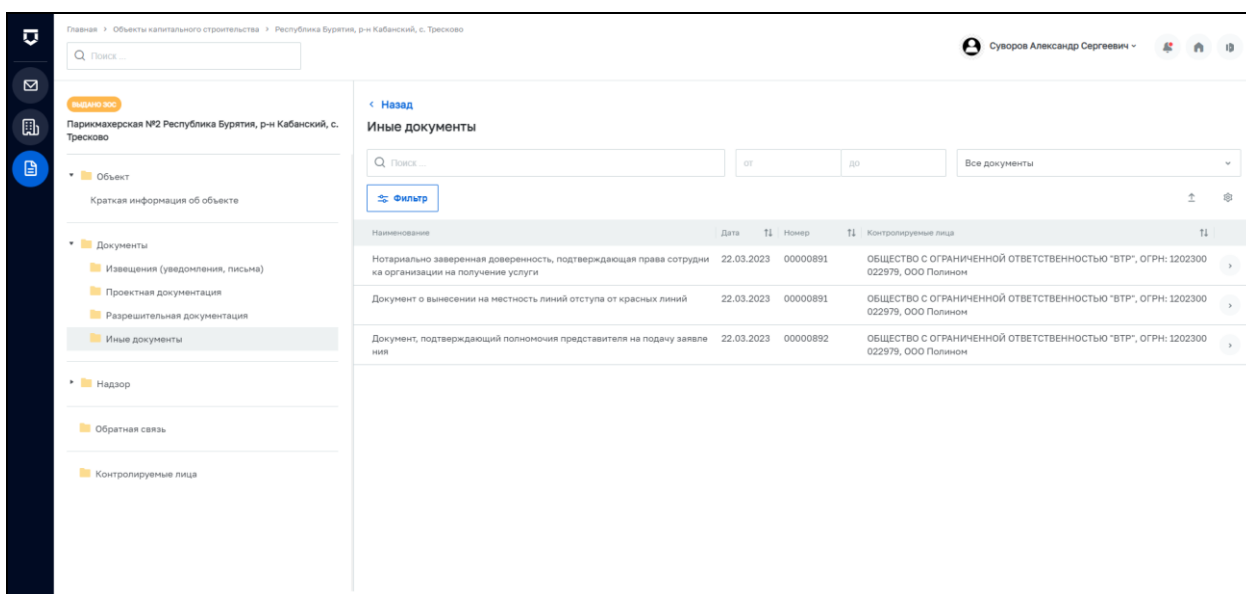 Главная > Объекты капитального строительства > Республика Бурятия, р-н Кабанский, с. Тресково
Поиск ...
Суворов Александр Сергеевич
ВЫДАНО ЗОС
Парикмахерская №2 Республика Бурятия, р-н Кабанский, с.
Тресково
Объект
Краткая информация об объекте
Документы
Извещения (уведомления, письма)
Проектная документация
Разрешительная документация
Иные документы
Надзор
Обратная связь
Контролируемые лица
< Назад
Иные документы
Поиск ...
от
до
Все документы
Фильтр
Наименование Дата Номер Контролируемые лица
Нотариально заверенная доверенность, подтверждающая права сотрудни 22.03.2023 00000891 ОБЩЕСТВО С ОГРАНИЧЕННОЙ ОТВЕТСТВЕННОСТЬЮ "ВТР", ОГРН: 1202300
ка организации на получение услуги 022979, ООО Полином
Документ о вынесении на местность линий отступа от красных линий 22.03.2023 00000891 ОБЩЕСТВО С ОГРАНИЧЕННОЙ ОТВЕТСТВЕННОСТЬЮ "ВТР", ОГРН: 1202300
022979, ООО Полином
Документ, подтверждающий полномочия представителя на подачу заявле 22.03.2023 00000892 ОБЩЕСТВО С ОГРАНИЧЕННОЙ ОТВЕТСТВЕННОСТЬЮ "ВТР", ОГРН: 1202300
ния 022979, ООО Полином